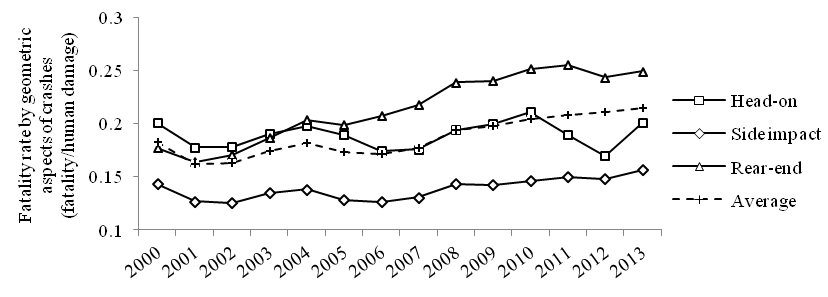 Fatality rate by geometric
aspects of crashes
(fatality/human damage)
0.3
0.25
0.2
0.15
0.1
2000
2001
2002
2003
2004
2005
2006
2007
2008
2009
2010
2011
2012
2013
Head-on
Side impact
Rear-end
Average